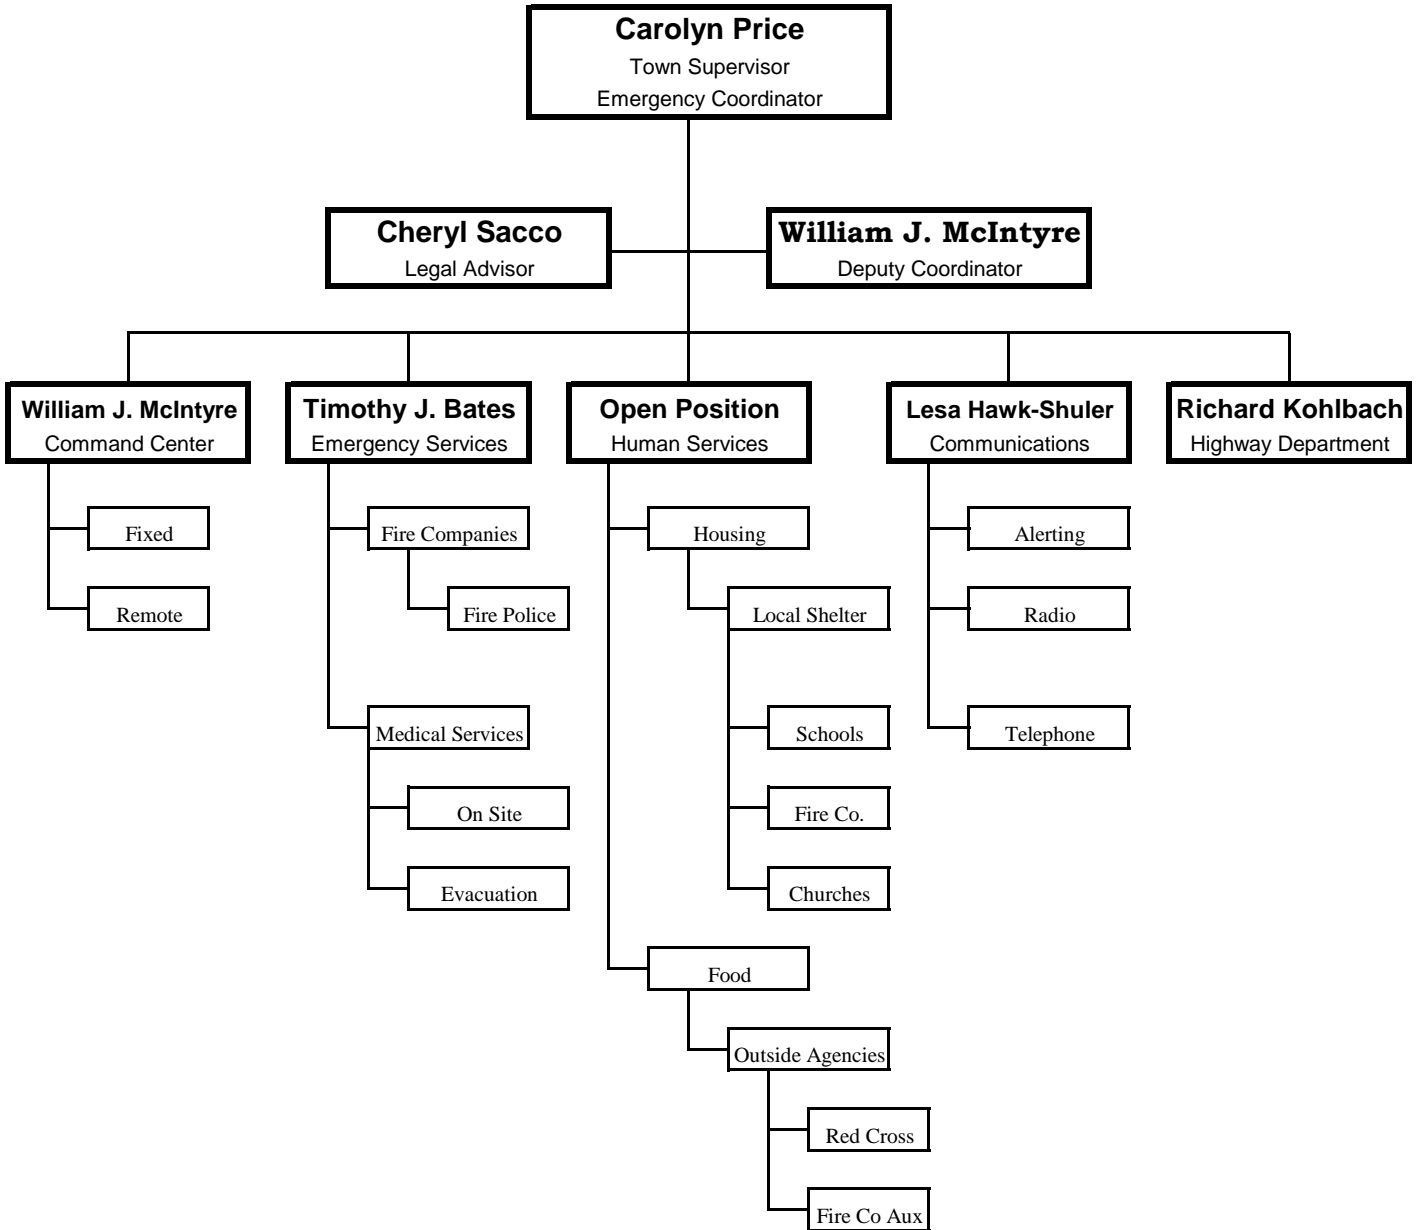 Carolyn Price
Town Supervisor
Emergency Coordinator
Cheryl Sacco
Legal Advisor
William J. McIntyre
Deputy Coordinator
William J. McIntyre
Command Center
Timothy J. Bates
Emergency Services
Open Position
Human Services
Lesa Hawk-Shuler
Communications
Richard Kohlbach
Highway Department
Fixed
Remote
Fire Companies
Fire Police
Medical Services
On Site
Evacuation
Housing
Local Shelter
Schools
Fire Co.
Churches
Food
Outside Agencies
Red Cross
Fire Co Aux
Alerting
Radio
Telephone